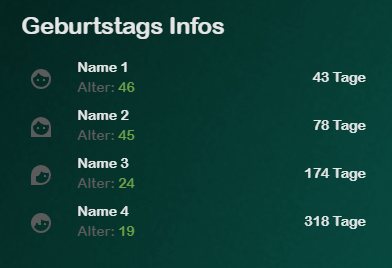 Geburtstags Infos
Name 1
Alter: 46
43 Tage
Name 2
Alter: 45
78 Tage
Name 3
Alter: 24
174 Tage
Name 4
Alter: 19
318 Tage